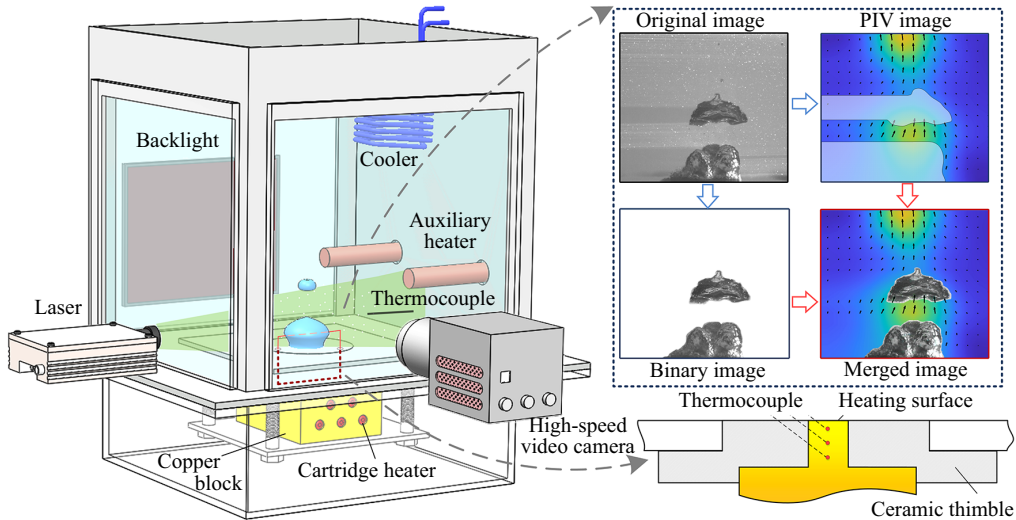 Original image
PIV image
Backlight
Cooler
Auxiliary
heater
Thermocouple
Laser
Binary image
Merged image
Thermocouple
Heating surface
High-speed
video camera
Copper
block
Cartridge heater
Ceramic thimble